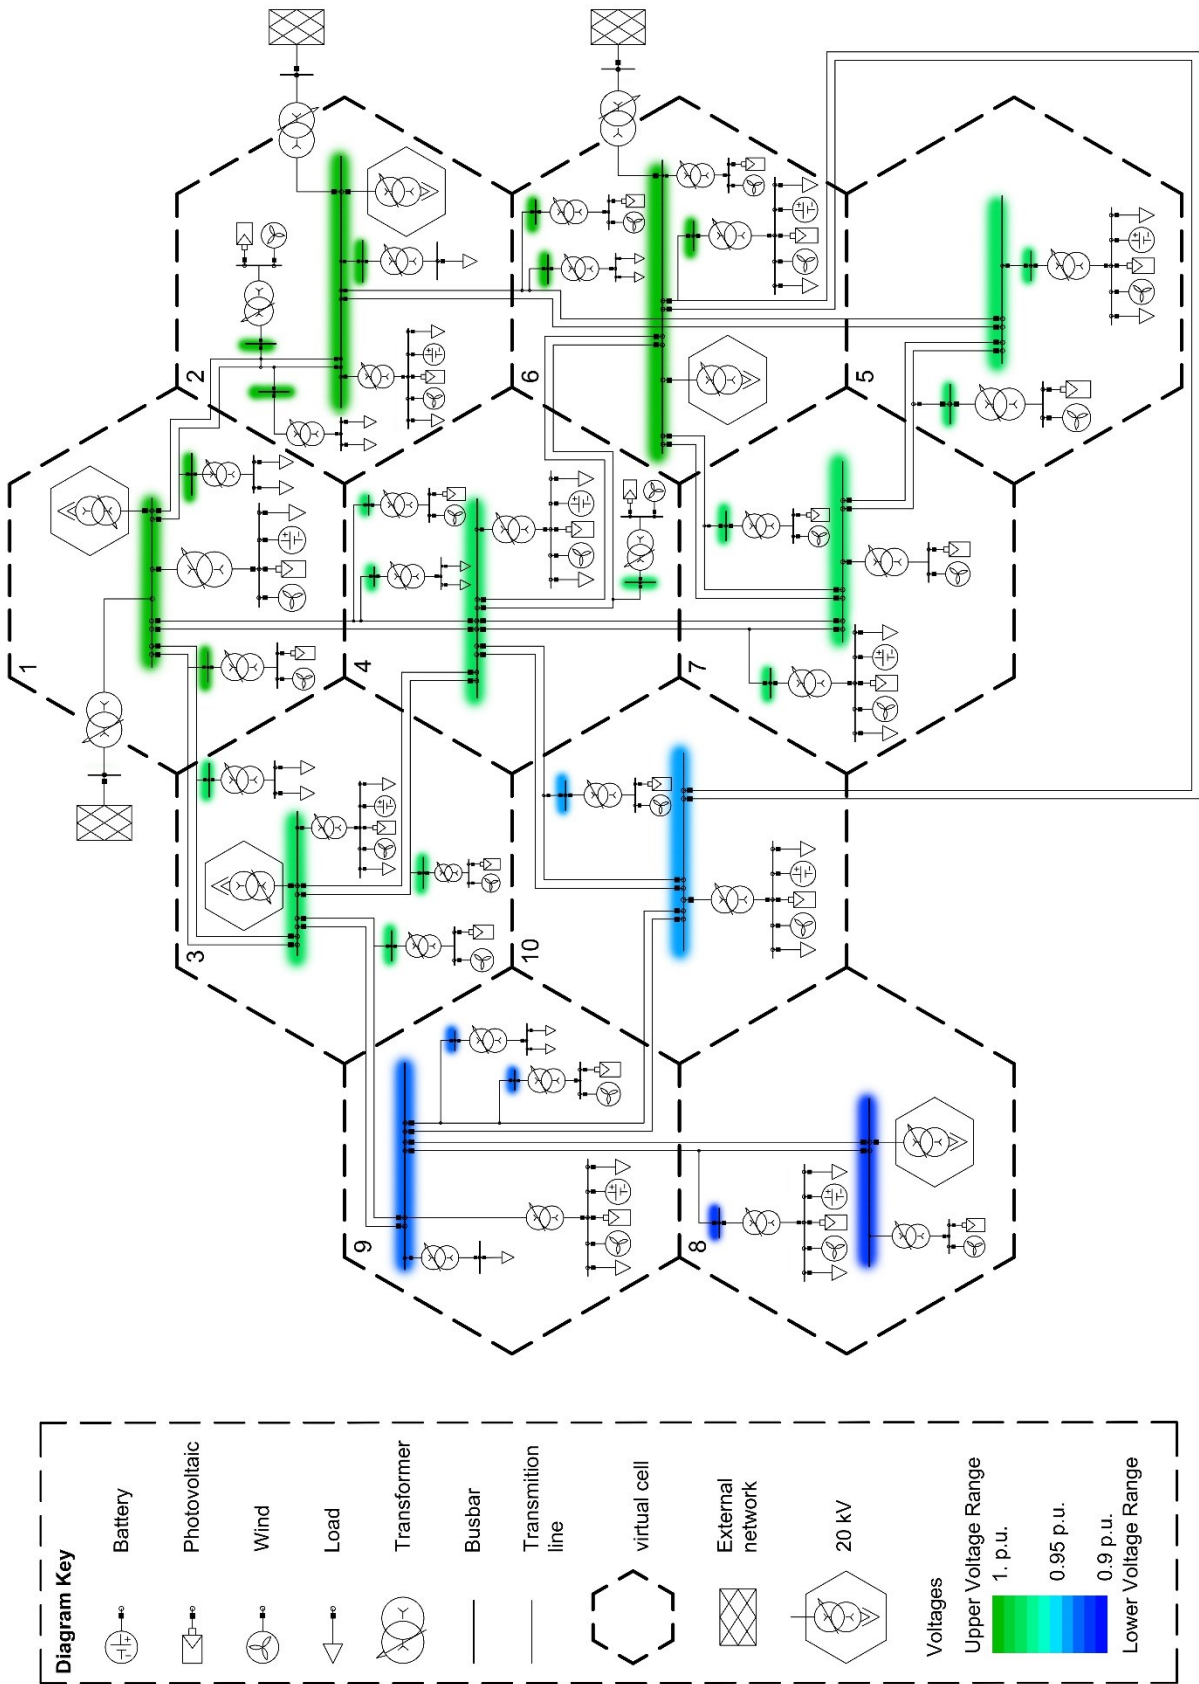 1
2
3
4
5
6
7
8
9
10
Diagram Key
Battery
Photovoltaic
Wind
Load
Transformer
Busbar
Transmition
line
virtual cell
External
network
20 kV
Voltages
Upper Voltage Range
1. p.u.
0.95 p.u.
0.9 p.u.
Lower Voltage Range